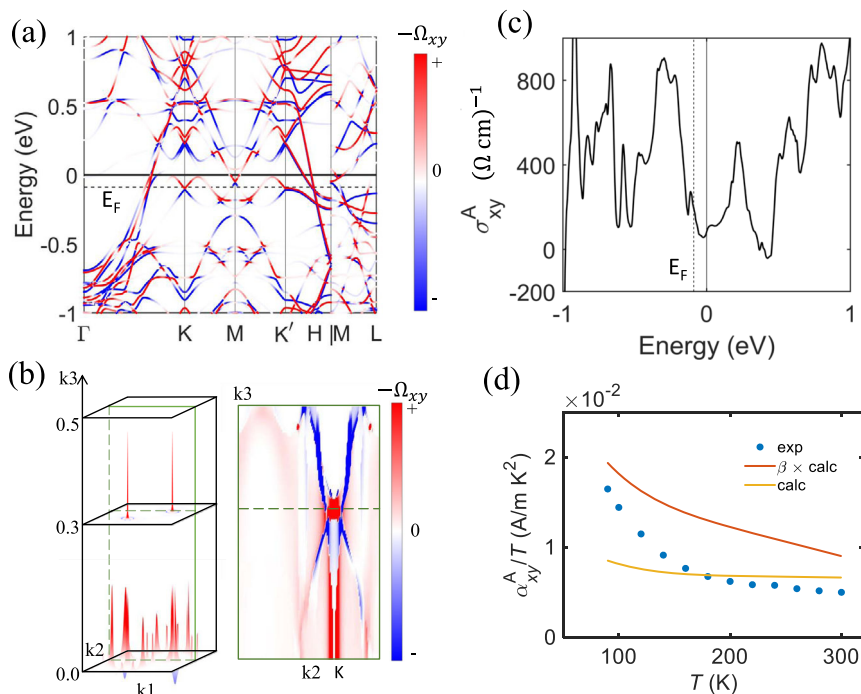 (a)
−Ω_xy
1
0.5
0
-0.5
-1
Energy (eV)
E_F
Γ K M K′ H |M L
+
0
-
(b)
k3
0.5
0.3
0.0
k2
k1
k3
k2 K
−Ω_xy
+
0
-
(c)
800
400
0
-200
σ^A_xy (Ω cm)^−1
E_F
-1 0 1
Energy (eV)
(d)
×10^-2
2
1
0
α^A_xy/T (A/m K²)
exp
β × calc
calc
100 200 300
T (K)